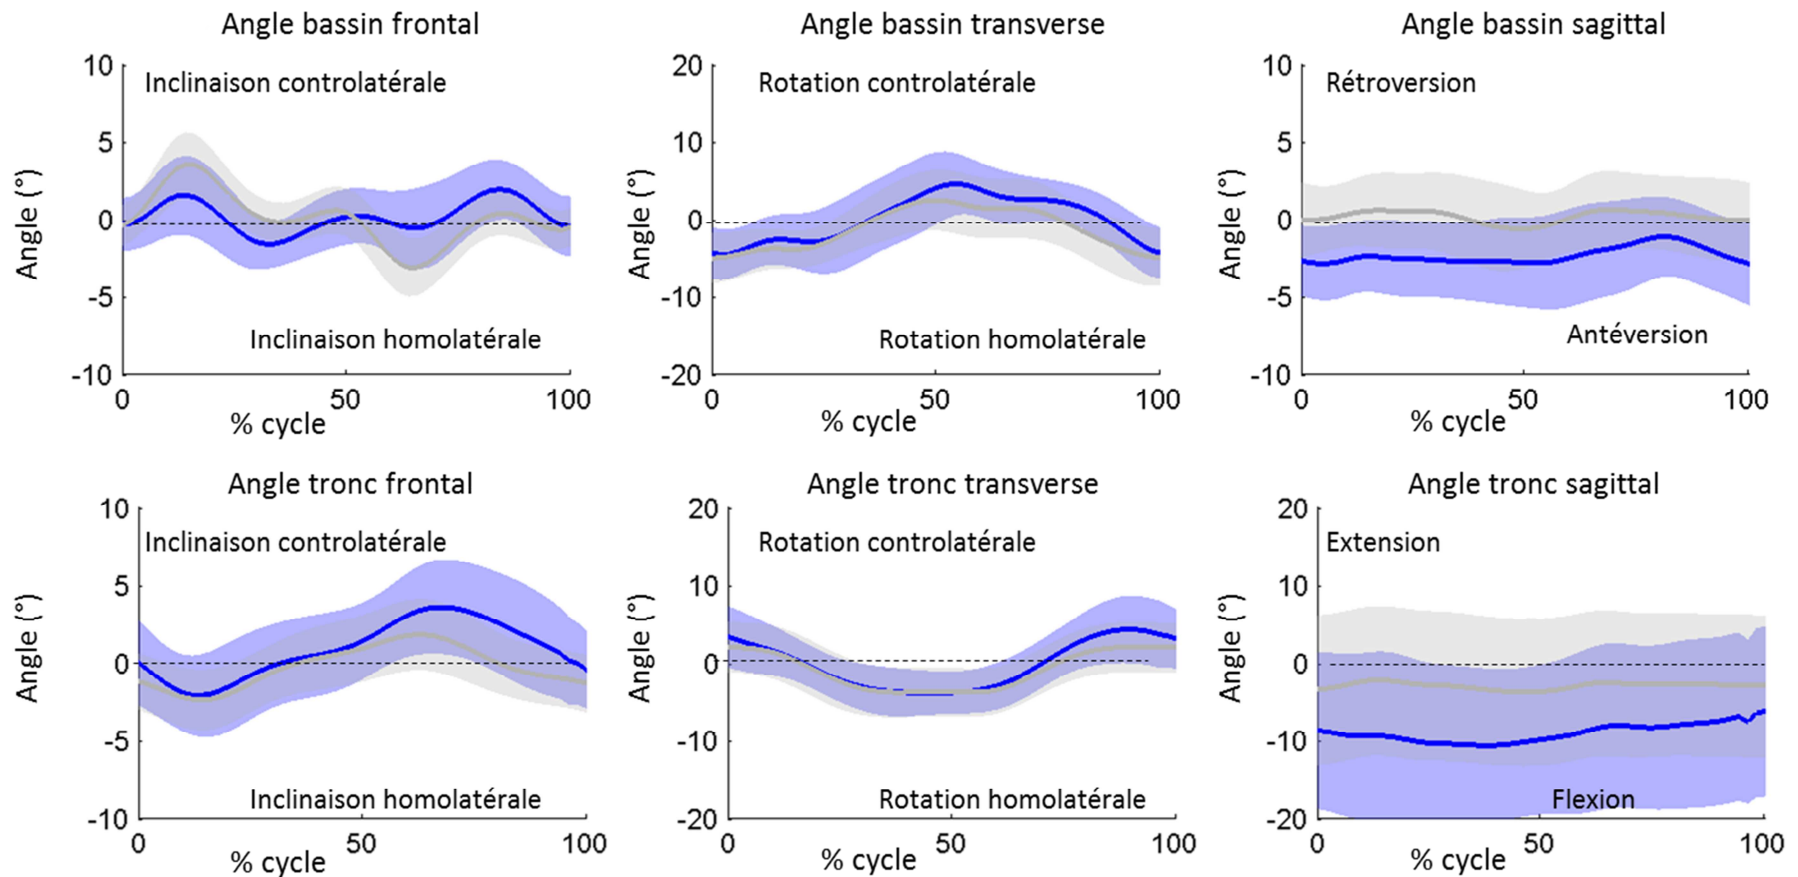 Angle bassin frontal
Angle (°)
10
5
0
-5
-10
Inclinaison controlatérale
Inclinaison homolatérale
0
50
100
% cycle
Angle bassin transverse
Angle (°)
20
10
0
-10
-20
Rotation controlatérale
Rotation homolatérale
0
50
100
% cycle
Angle bassin sagittal
Angle (°)
10
5
0
-5
-10
Rétroversion
Antéversion
0
50
100
% cycle
Angle tronc frontal
Angle (°)
10
5
0
-5
-10
Inclinaison controlatérale
Inclinaison homolatérale
0
50
100
% cycle
Angle tronc transverse
Angle (°)
20
10
0
-10
-20
Rotation controlatérale
Rotation homolatérale
0
50
100
% cycle
Angle tronc sagittal
Angle (°)
20
10
0
-10
-20
Extension
Flexion
0
50
100
% cycle